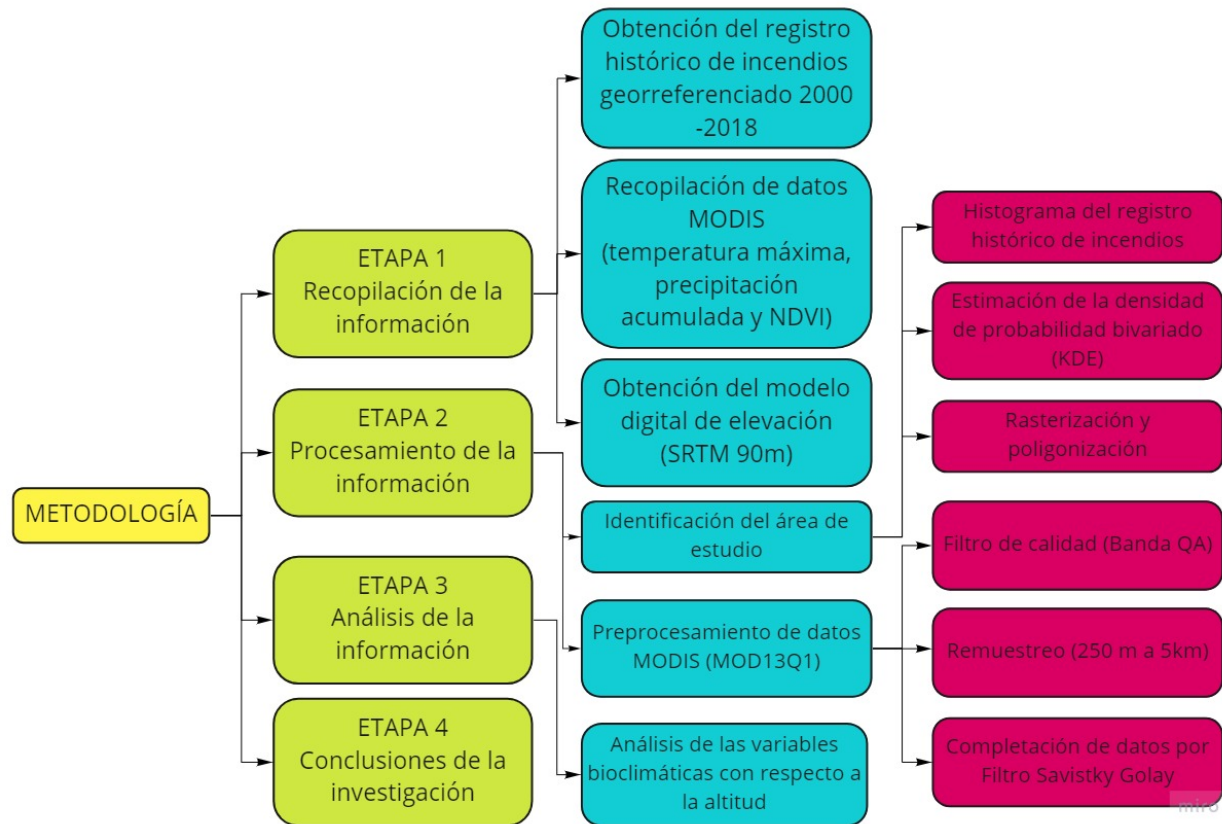 METODOLOGÍA
ETAPA 1
Recopilación de la
información
ETAPA 2
Procesamiento de la
información
ETAPA 3
Análisis de la
información
ETAPA 4
Conclusiones de la
investigación
Obtención del registro
histórico de incendios
georreferenciado 2000
-2018
Recopilación de datos
MODIS
(temperatura máxima,
precipitación
acumulada y NDVI)
Obtención del modelo
digital de elevación
(SRTM 90m)
Identificación del área de
estudio
Preprocesamiento de datos
MODIS (MOD13Q1)
Análisis de las variables
bioclimáticas con respecto a
la altitud
Histograma del registro
histórico de incendios
Estimación de la densidad
de probabilidad bivariado
(KDE)
Rasterización y
poligonización
Filtro de calidad (Banda QA)
Remuestreo (250 m a 5km)
Completación de datos por
Filtro Savistky Golay
miro